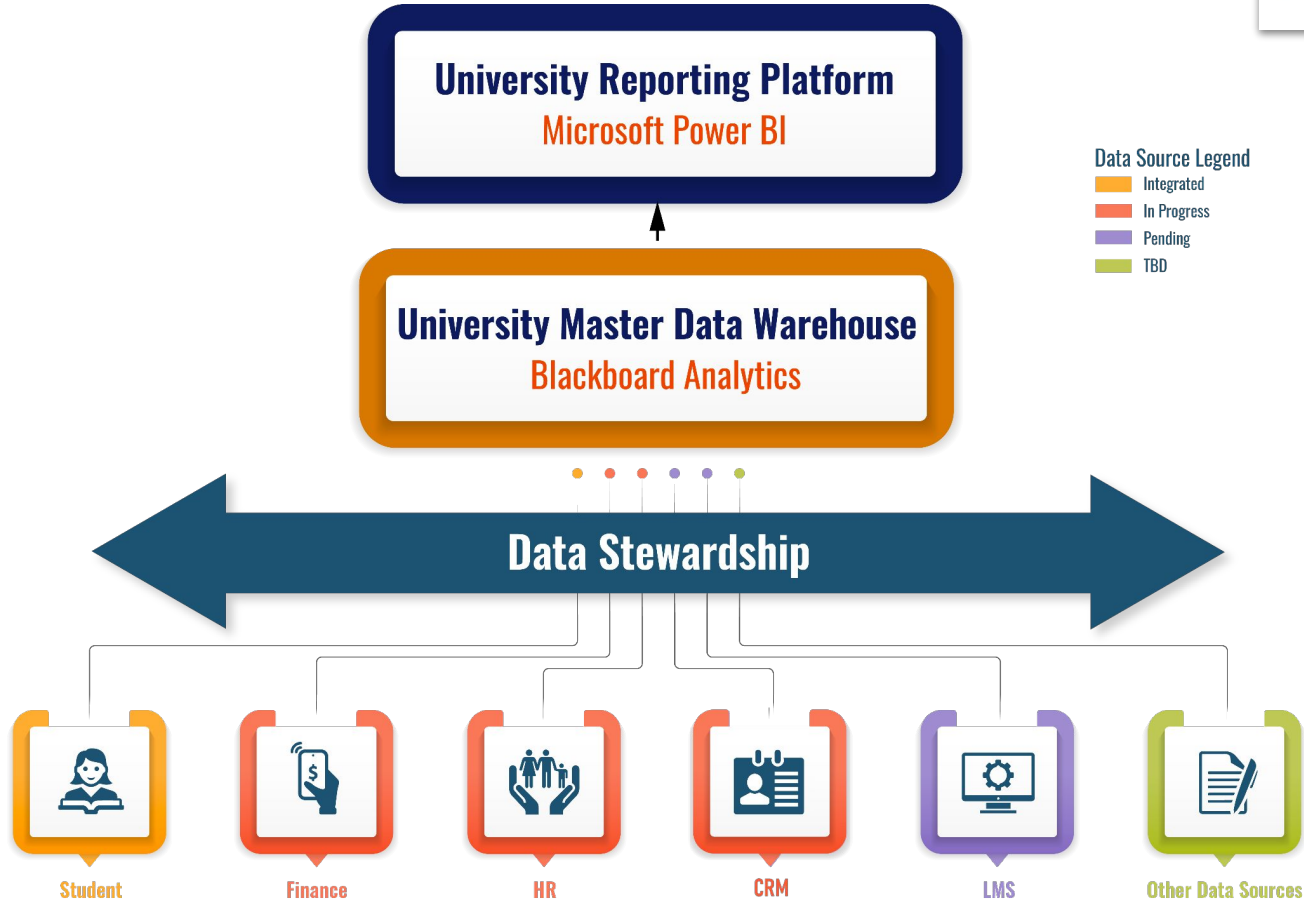 University Reporting Platform
Microsoft Power BI
Data Source Legend
Integrated
In Progress
Pending
TBD
University Master Data Warehouse
Blackboard Analytics
Data Stewardship
$
Student
Finance
HR
CRM
LMS
Other Data Sources